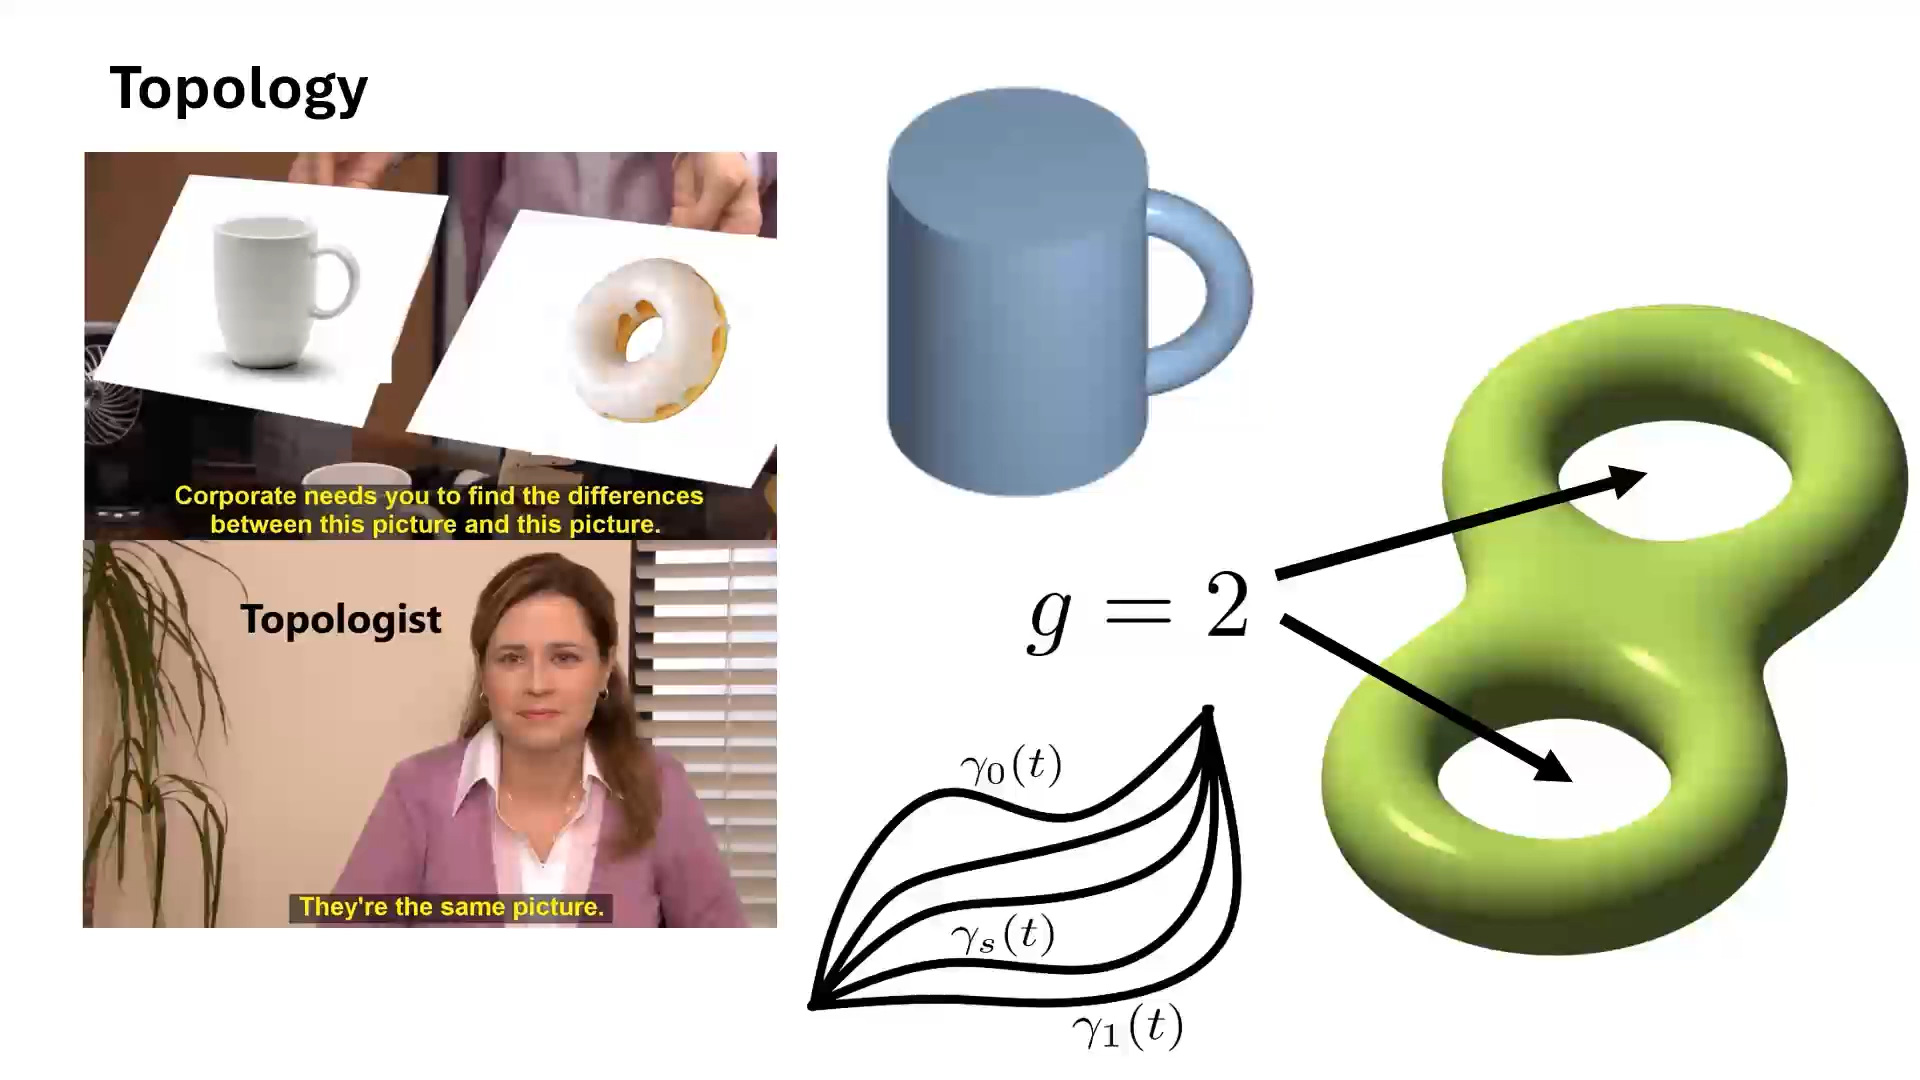 Topology
Corporate needs you to find the differences
between this picture and this picture.
Topologist
They're the same picture.
g = 2
γ₀(t)
γₛ(t)
γ₁(t)